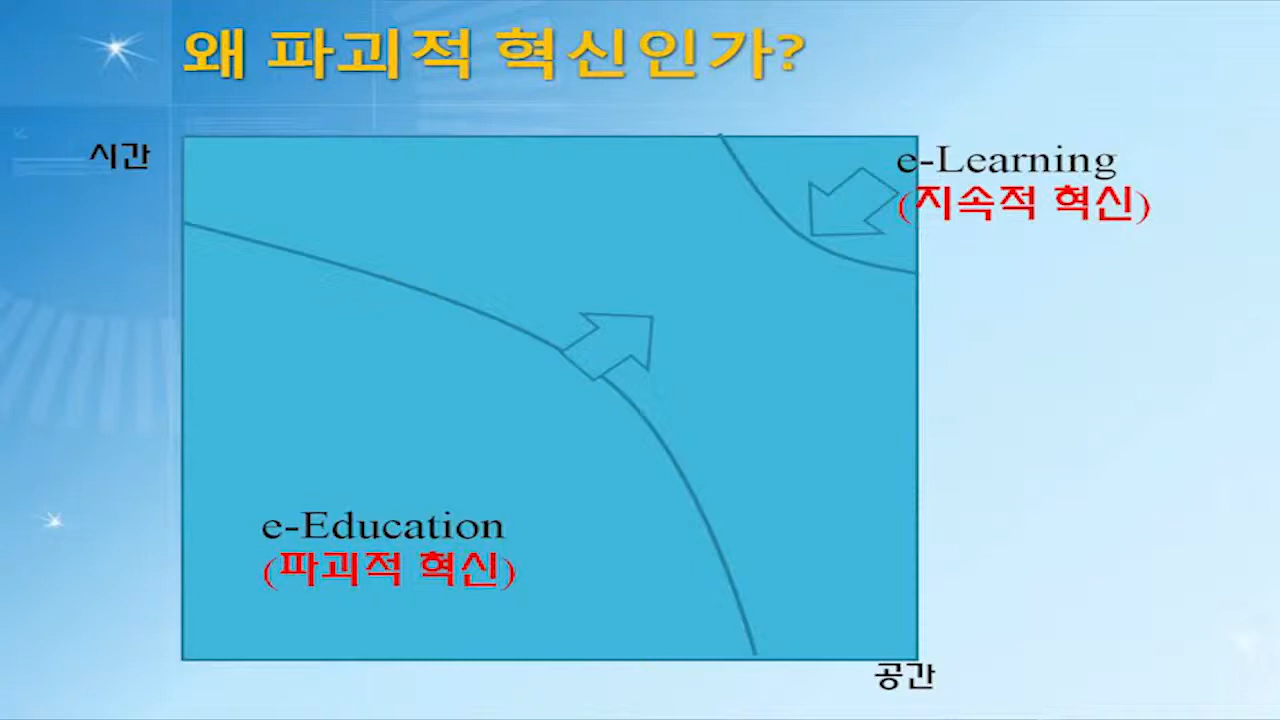 왜 파괴적 혁신인가?
시간
e-Learning
(지속적 혁신)
e-Education
(파괴적 혁신)
공간